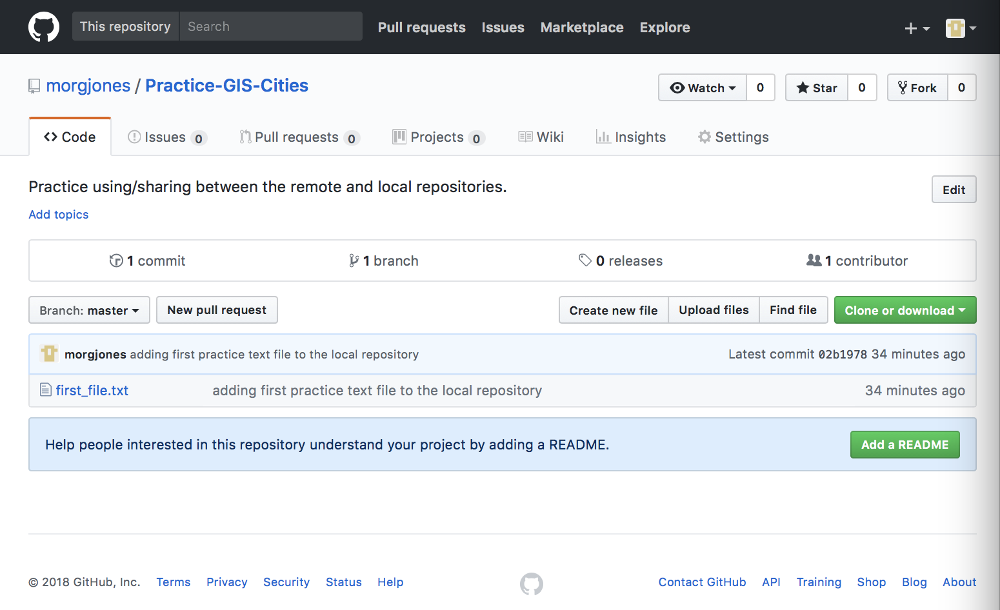 This repository Search Pull requests Issues Marketplace Explore
morgjones / Practice-GIS-Cities Watch 0 Star 0 Fork 0
Code Issues 0 Pull requests 0 Projects 0 Wiki Insights Settings
Practice using/sharing between the remote and local repositories. Edit
Add topics
1 commit 1 branch 0 releases 1 contributor
Branch: master New pull request Create new file Upload files Find file Clone or download
morgjones adding first practice text file to the local repository Latest commit 02b1978 34 minutes ago
first_file.txt adding first practice text file to the local repository 34 minutes ago
Help people interested in this repository understand your project by adding a README. Add a README
© 2018 GitHub, Inc. Terms Privacy Security Status Help Contact GitHub API Training Shop Blog About